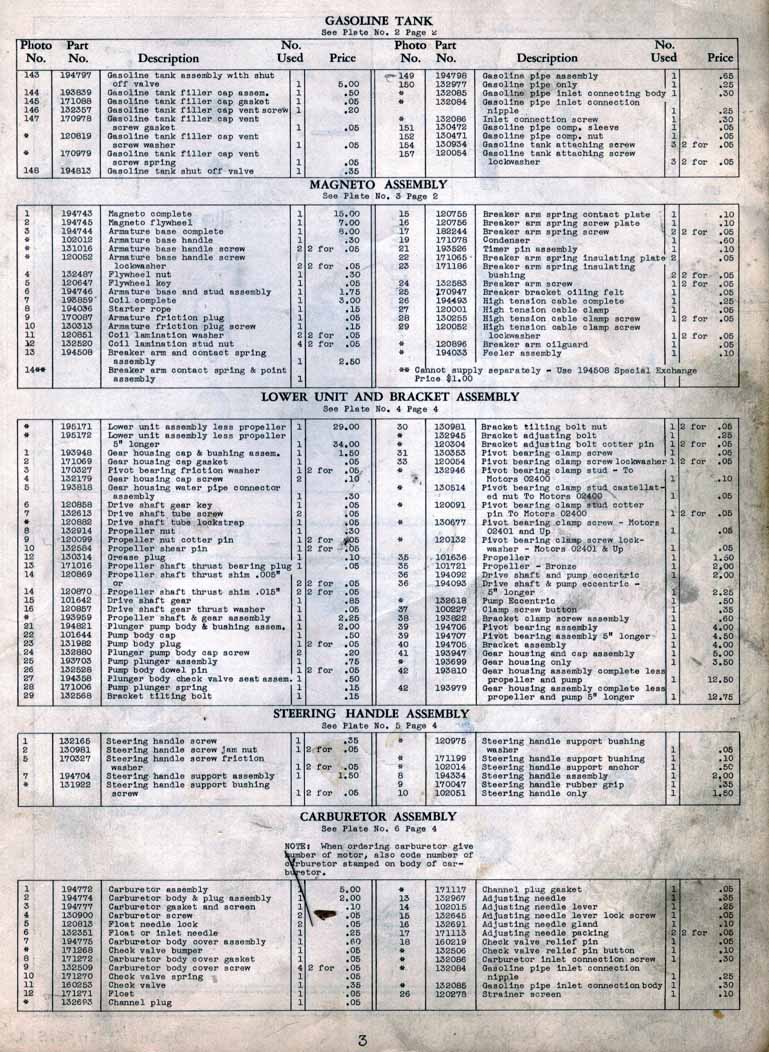 GASOLINE TANK
See Plate No. 2 Page 2
Photo No. Part No. Description No. Used Price
143 194797 Gasoline tank assembly with shut
off valve 1 5.00
144 193839 Gasoline tank filler cap assem. 1 .50
145 171088 Gasoline tank filler cap gasket 1 .05
146 132357 Gasoline tank filler cap vent screw 1 .20
147 170978 Gasoline tank filler cap vent
screw gasket 1 .05
* 120819 Gasoline tank filler cap vent
screw washer 1 .05
* 170979 Gasoline tank filler cap vent
screw spring 1 .05
148 194813 Gasoline tank shut off valve 1 .35
Photo No. Part No. Description No. Used Price
149 194798 Gasoline pipe assembly 1 .65
150 132977 Gasoline pipe only 1 .25
* 132085 Gasoline pipe inlet connecting body 1 .30
* 132084 Gasoline pipe inlet connection
nipple 1 .25
* 132086 Inlet connection screw 1 .30
151 130472 Gasoline pipe comp. sleeve 1 .05
152 130471 Gasoline pipe comp. nut 1 .05
154 130934 Gasoline tank attaching screw 3 2 for .05
157 120054 Gasoline tank attaching screw
lockwasher 3 2 for .05
MAGNETO ASSEMBLY
See Plate No. 3 Page 2
1 194743 Magneto complete 1 15.00
2 194745 Magneto flywheel 1 7.00
3 194744 Armature base complete 1 8.00
* 102012 Armature base handle 1 .30
* 131016 Armature base handle screw 2 2 for .05
* 120052 Armature base handle screw
lockwasher 2 2 for .05
4 132487 Flywheel nut 1 .30
5 120647 Flywheel key 1 .05
6 194746 Armature base and stud assembly 1 1.75
7 193859 Coil complete 1 3.00
8 194036 Starter rope 1 .15
9 170087 Armature friction plug 1 .05
10 130313 Armature friction plug screw 1 .15
11 120851 Coil lamination washer 2 2 for .05
12 132520 Coil lamination stud nut 4 2 for .05
13 194508 Breaker arm and contact spring
assembly 1 2.50
14** Breaker arm contact spring & point
assembly 1
15 120755 Breaker arm spring contact plate 1 .10
16 120756 Breaker arm spring screw plate 1 .10
17 182244 Breaker arm spring screw 2 2 for .05
19 171078 Condenser 1 .60
21 193526 Timer pin assembly 1 .10
22 171065 Breaker arm spring insulating plate 2 .05
23 171186 Breaker arm spring insulating
bushing 2 2 for .05
24 132583 Breaker arm screw 1 2 for .05
25 170947 Breaker bracket oiling felt 1 .05
26 194493 High tension cable complete 1 .25
27 120001 High tension cable clamp 1 .05
28 130255 High tension cable clamp screw 1 2 for .05
29 120052 High tension cable clamp screw
lockwasher 1 2 for .05
* 120896 Breaker arm oilguard 1 .05
* 194033 Feeler assembly 1 .10
** Cannot supply separately - Use 194508 Special Exchange
Price $1.00
LOWER UNIT AND BRACKET ASSEMBLY
See Plate No. 4 Page 4
* 195171 Lower unit assembly less propeller 1 29.00
* 195172 Lower unit assembly less propeller
5" longer 1 34.00
1 193948 Gear housing cap & bushing assem. 1 1.50
2 171069 Gear housing cap gasket 1 .05
3 170327 Pivot bearing friction washer 1 2 for .05
4 132179 Gear housing cap screw 2 .10
5 193818 Gear housing water pipe connector
assembly 1 .30
6 120858 Drive shaft gear key 1 .05
7 132613 Drive shaft tube screw 2 .05
* 120882 Drive shaft tube lockstrap 1 .05
8 132914 Propeller nut 1 .30
9 120099 Propeller nut cotter pin 1 2 for .05
10 132584 Propeller shear pin 1 2 for .05
12 130314 Grease plug 1 .10
13 171016 Propeller shaft thrust bearing plug 1 .05
14 120869 Propeller shaft thrust shim .005"
or 2 2 for .05
14 120870 Propeller shaft thrust shim .015" 2 2 for .05
15 101642 Drive shaft gear 1 .85
16 120857 Drive shaft gear thrust washer 1 .05
* 193959 Propeller shaft & gear assembly 1 2.25
21 194821 Plunger pump body & bushing assem. 1 2.00
22 101644 Pump body cap 1 .50
23 131982 Pump body plug 1 2 for .05
24 132880 Plunger pump body cap screw 2 .20
25 193703 Pump plunger assembly 1 .75
26 132528 Pump body dowel pin 1 2 for .05
27 194358 Plunger body check valve seat assem. 1 .50
28 171006 Pump plunger spring 1 .15
29 132568 Bracket tilting bolt 1 .15
30 130981 Bracket tilting bolt nut 1 2 for .05
* 132945 Bracket adjusting bolt 1 .25
* 120304 Bracket adjusting bolt cotter pin 1 2 for .05
31 130353 Pivot bearing clamp screw 1 .05
33 120054 Pivot bearing clamp screw lockwasher 1 2 for .05
* 132946 Pivot bearing clamp stud - To
Motors 02400 1 .10
* 130514 Pivot bearing clamp stud castellat-
ed nut To Motors 02400 1 .05
* 120091 Pivot bearing clamp stud cotter
pin To Motors 02400 1 2 for .05
* 130677 Pivot bearing clamp screw - Motors
02401 and Up 1 .05
* 120132 Pivot bearing clamp screw lock-
washer - Motors 02401 & Up 1 .05
35 101636 Propeller 1 1.50
35 101721 Propeller - Bronze 1 2.00
36 194092 Drive shaft and pump eccentric 1 2.00
36 194093 Drive shaft & pump eccentric -
5" longer 1 2.25
* 132618 Pump Eccentric 1 .50
37 100227 Clamp screw button 1 .35
38 193822 Bracket clamp screw assembly 1 .60
39 194706 Pivot bearing assembly 1 4.00
39 194707 Pivot bearing assembly 5" longer 1 4.50
40 194705 Bracket assembly 1 4.00
41 193947 Gear housing and cap assembly 1 5.00
* 193699 Gear housing only 1 3.50
42 193810 Gear housing assembly complete less
propeller and pump 1 12.50
42 193979 Gear housing assembly complete less
propeller and pump 5" longer 1 12.75
STEERING HANDLE ASSEMBLY
See Plate No. 5 Page 4
1 132165 Steering handle screw 1 .35
2 130981 Steering handle screw jam nut 1 2 for .05
5 170327 Steering handle screw friction
washer 1 2 for .05
7 194704 Steering handle support assembly 1 1.50
* 131922 Steering handle support bushing
screw 1 2 for .05
* 120975 Steering handle support bushing
washer 1 .05
* 171199 Steering handle support bushing 1 .10
* 102014 Steering handle support anchor 1 .50
8 194334 Steering handle assembly 1 2.00
9 170047 Steering handle rubber grip 1 .35
10 102051 Steering handle only 1 1.50
CARBURETOR ASSEMBLY
See Plate No. 6 Page 4
NOTE: When ordering carburetor give
number of motor, also code number of
carburetor stamped on body of car-
buretor.
1 194772 Carburetor assembly 1 5.00
2 194774 Carburetor body & plug assembly 1 2.00
3 194777 Carburetor gasket and screen 1 .10
4 130900 Carburetor screw 2 .05
5 120813 Float needle lock 2 .05
6 132351 Float or inlet needle 1 .25
7 194775 Carburetor body cover assembly 1 .60
* 171268 Check valve bumper 1 .05
8 171272 Carburetor body cover gasket 1 .05
9 132509 Carburetor body cover screw 4 2 for .05
10 171270 Check valve spring 1 .05
11 160253 Check valve 1 .35
12 171271 Float 1 .05
* 132693 Channel plug 1 .05
* 171117 Channel plug gasket 1 .05
13 132967 Adjusting needle 1 .35
14 102015 Adjusting needle lever 1 .25
15 132645 Adjusting needle lever lock screw 1 .05
16 132691 Adjusting needle gland 2 .10
17 171113 Adjusting needle packing 2 2 for .05
18 160219 Check valve relief pin 1 .05
* 132506 Check valve relief pin button 1 .10
* 132086 Carburetor inlet connection screw 1 .30
* 132084 Gasoline pipe inlet connection
nipple 1 .25
* 132085 Gasoline pipe inlet connection body 1 .30
26 120278 Strainer screen 1 .10
3